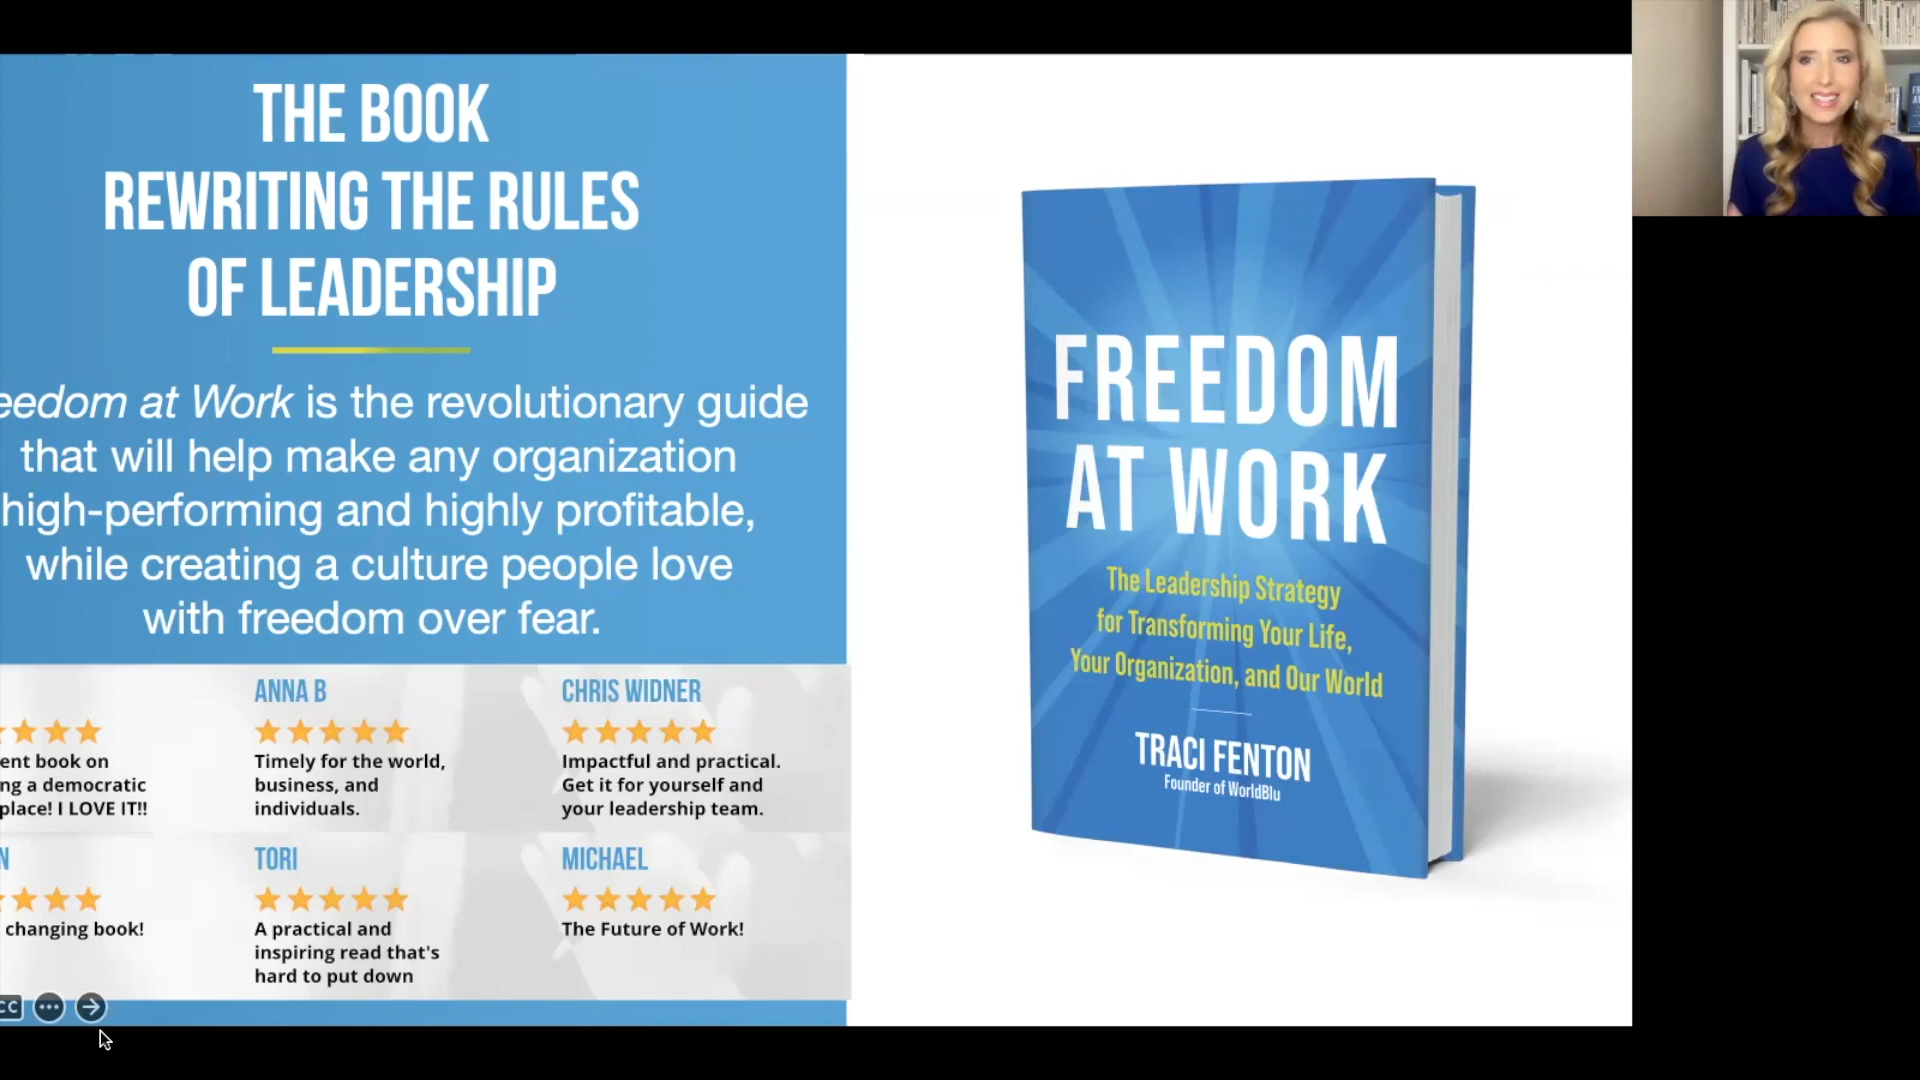 THE BOOK
REWRITING THE RULES
OF LEADERSHIP
eedom at Work is the revolutionary guide
that will help make any organization
high-performing and highly profitable,
while creating a culture people love
with freedom over fear.
ent book on
ng a democratic
place! I LOVE IT!!
ANNA B
Timely for the world,
business, and
individuals.
CHRIS WIDNER
Impactful and practical.
Get it for yourself and
your leadership team.
N
changing book!
TORI
A practical and
inspiring read that's
hard to put down
MICHAEL
The Future of Work!
CC
FREEDOM
AT WORK
The Leadership Strategy
for Transforming Your Life,
Your Organization, and Our World
TRACI FENTON
Founder of WorldBlu